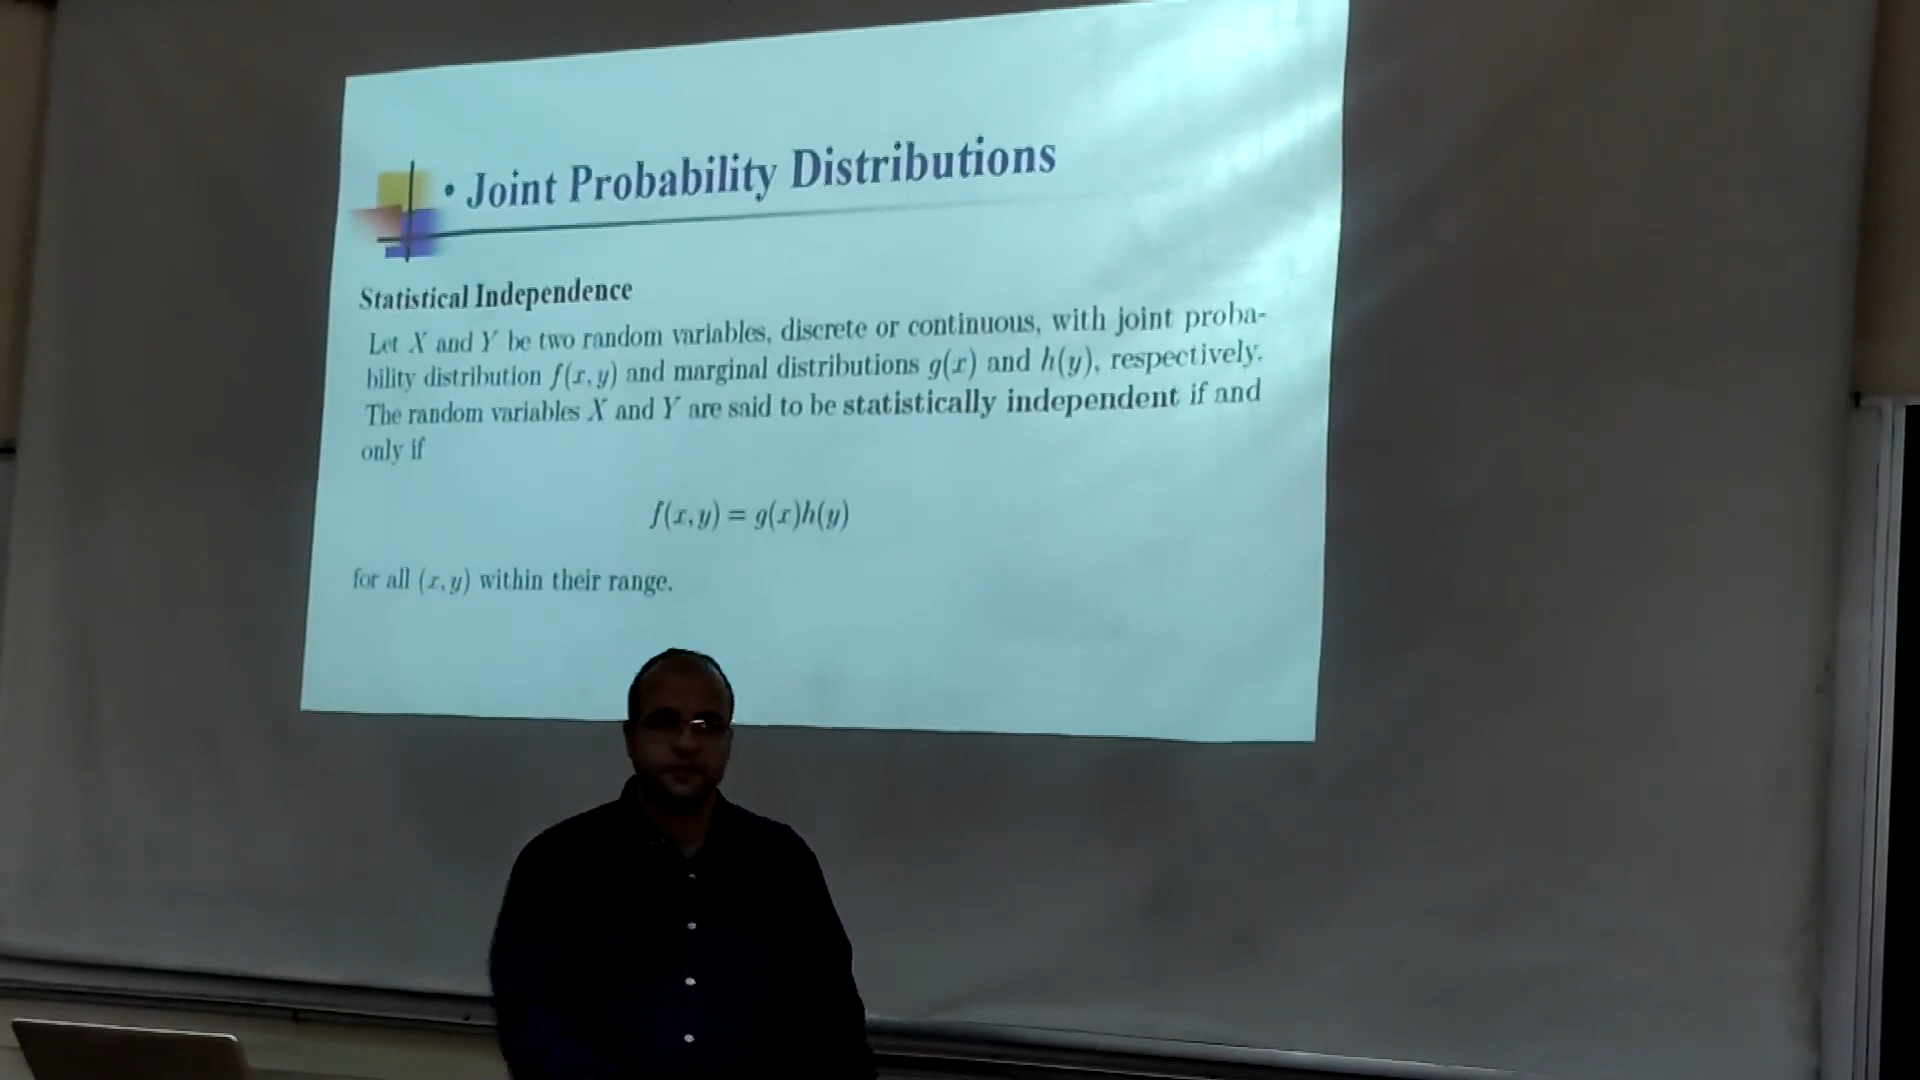 • Joint Probability Distributions
Statistical Independence
Let X and Y be two random variables, discrete or continuous, with joint proba-
bility distribution f(x, y) and marginal distributions g(x) and h(y), respectively.
The random variables X and Y are said to be statistically independent if and
only if
f(x, y) = g(x)h(y)
for all (x, y) within their range.